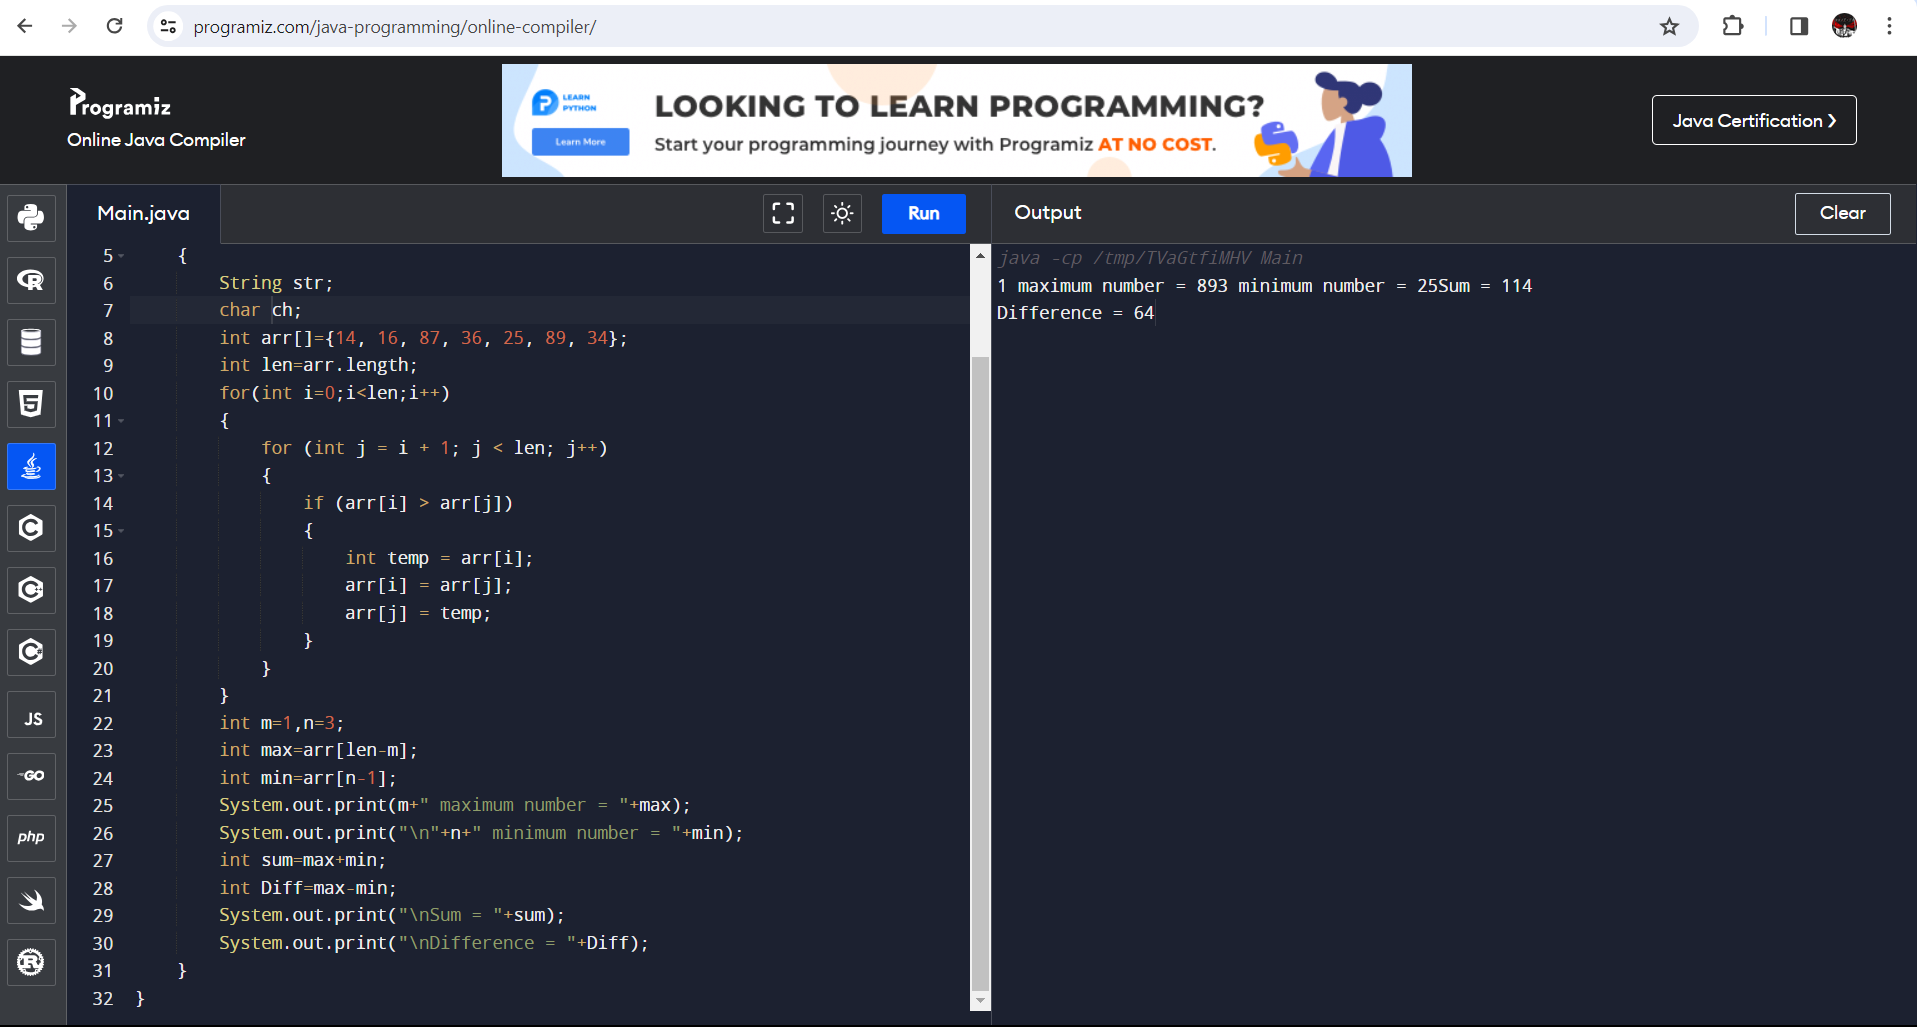 programiz.com/java-programming/online-compiler/
Programiz
Online Java Compiler
LEARN
PYTHON
Learn More
LOOKING TO LEARN PROGRAMMING?
Start your programming journey with Programiz AT NO COST.
Java Certification ❯
Main.java
Run
Output
Clear
5 {
6 String str;
7 char ch;
8 int arr[]={14, 16, 87, 36, 25, 89, 34};
9 int len=arr.length;
10 for(int i=0;i<len;i++)
11 {
12 for (int j = i + 1; j < len; j++)
13 {
14 if (arr[i] > arr[j])
15 {
16 int temp = arr[i];
17 arr[i] = arr[j];
18 arr[j] = temp;
19 }
20 }
21 }
22 int m=1,n=3;
23 int max=arr[len-m];
24 int min=arr[n-1];
25 System.out.print(m+" maximum number = "+max);
26 System.out.print("\n"+n+" minimum number = "+min);
27 int sum=max+min;
28 int Diff=max-min;
29 System.out.print("\nSum = "+sum);
30 System.out.print("\nDifference = "+Diff);
31 }
32 }
java -cp /tmp/TVaGtfiMHV Main
1 maximum number = 893 minimum number = 25Sum = 114
Difference = 64
R
5
C
C
C
JS
GO
php
R